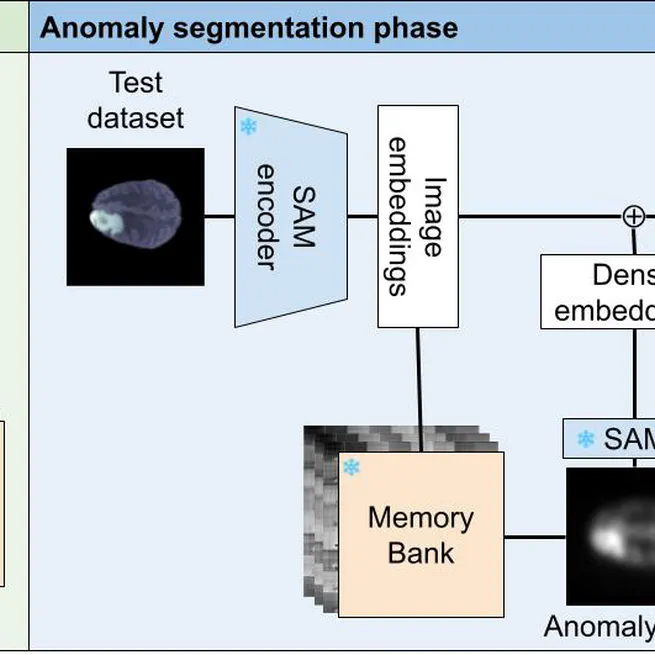 Anomaly segmentation phase
Test
dataset
SAM
encoder
Image
embeddings
Dens
embedd
SAM
Memory
Bank
Anomaly